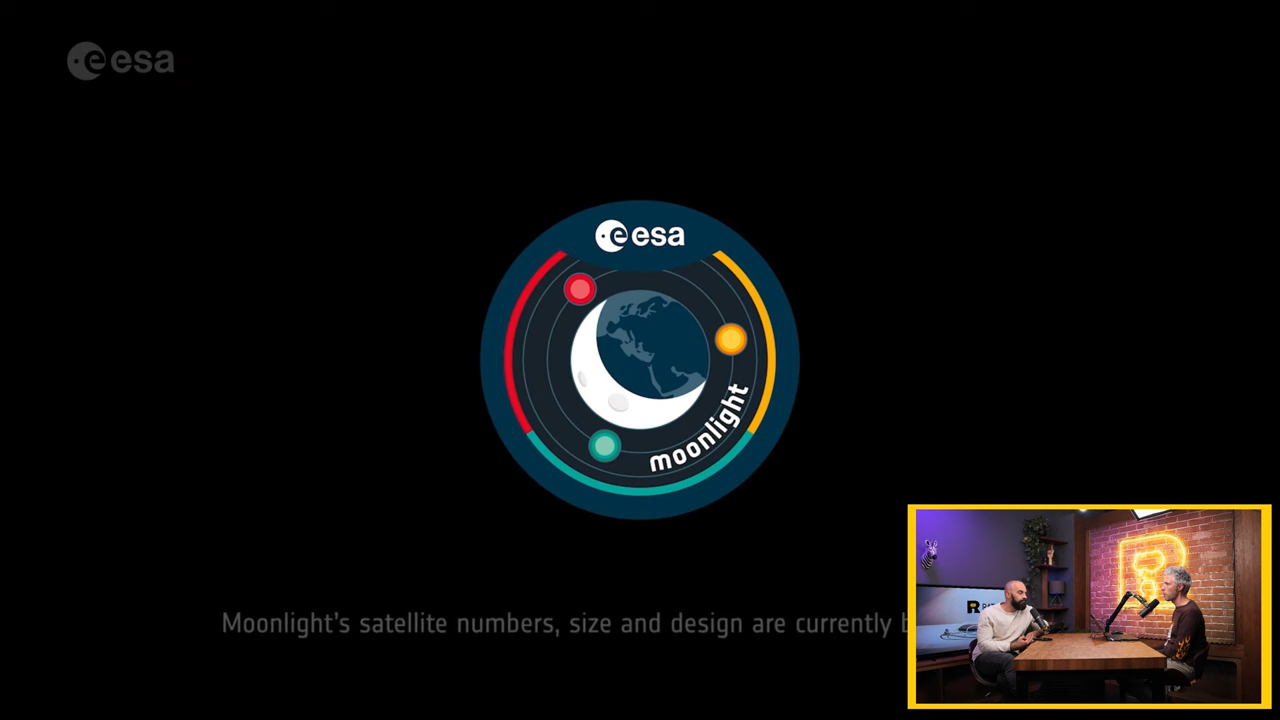 esa
esa
moonlight
Moonlight's satellite numbers, size and design are currently
R